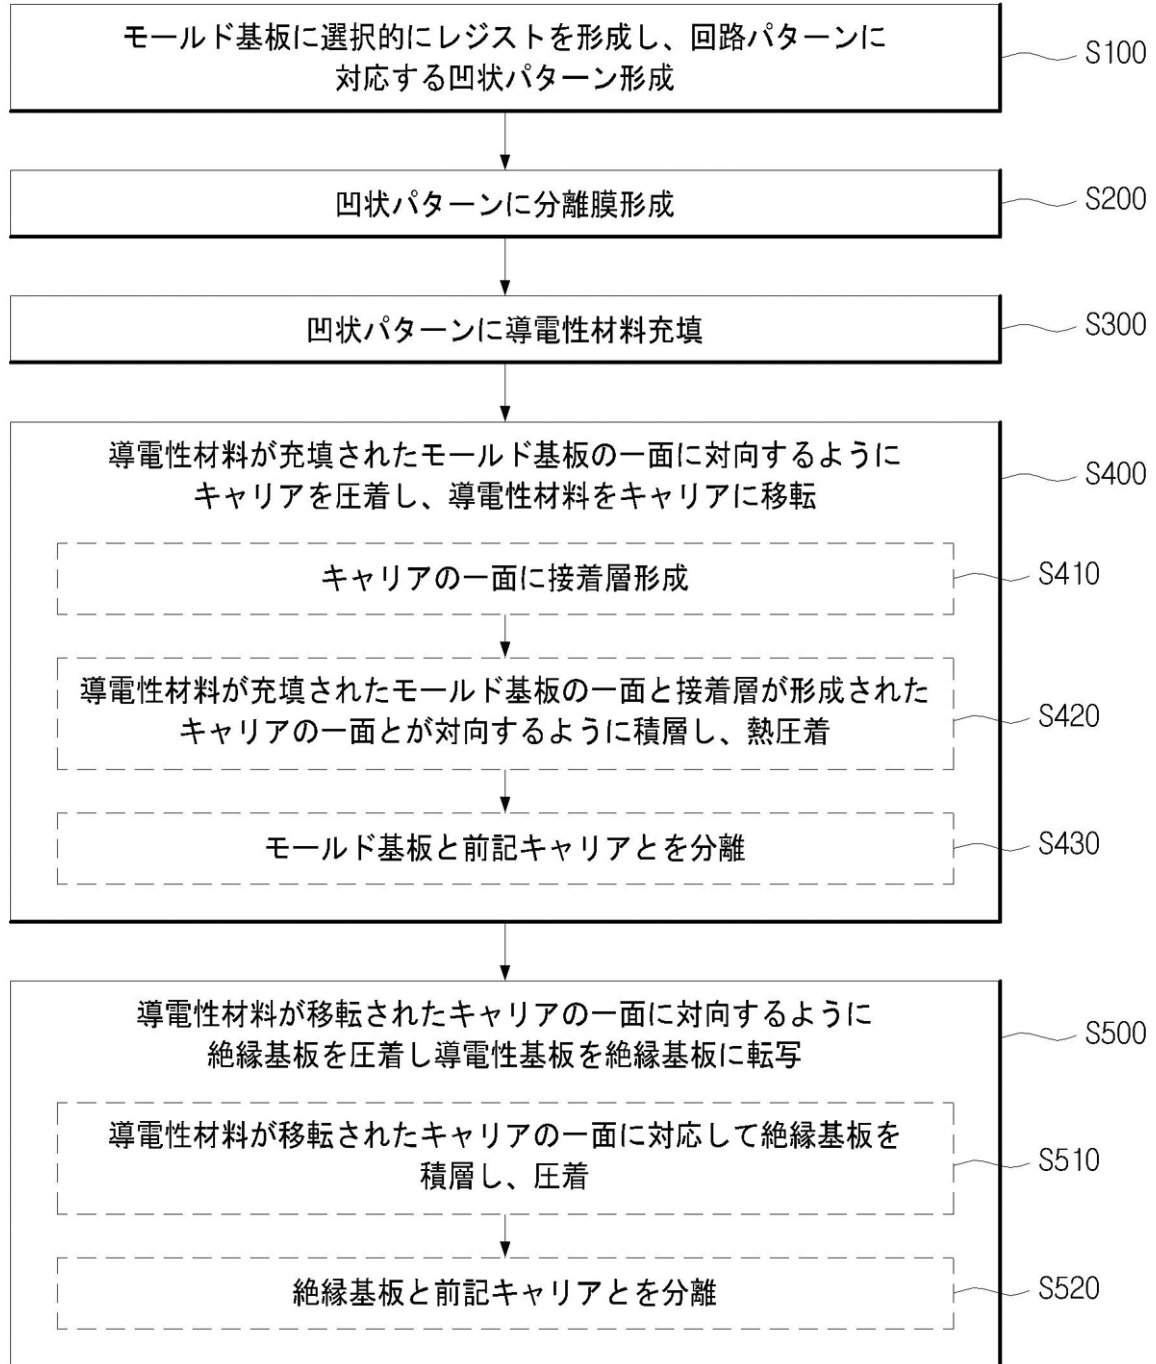 モールド基板に選択的にレジストを形成し、回路パターンに
対応する凹状パターン形成
S100
凹状パターンに分離膜形成
S200
凹状パターンに導電性材料充填
S300
導電性材料が充填されたモールド基板の一面に対向するように
キャリアを圧着し、導電性材料をキャリアに移転
S400
キャリアの一面に接着層形成
S410
導電性材料が充填されたモールド基板の一面と接着層が形成された
キャリアの一面とが対向するように積層し、熱圧着
S420
モールド基板と前記キャリアとを分離
S430
導電性材料が移転されたキャリアの一面に対向するように
絶縁基板を圧着し導電性基板を絶縁基板に転写
S500
導電性材料が移転されたキャリアの一面に対応して絶縁基板を
積層し、圧着
S510
絶縁基板と前記キャリアとを分離
S520